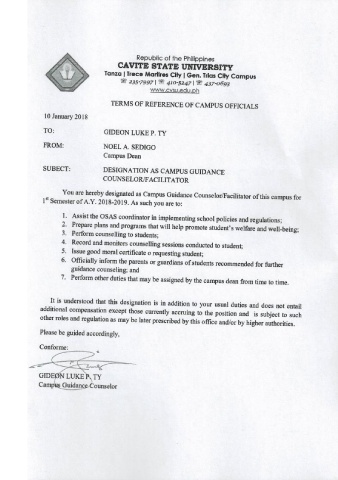 Republic of the Philippines
CAVITE STATE UNIVERSITY
Tanza | Trece Martires City | Gen. Trias City Campus
www.cvsu.edu.ph
TERMS OF REFERENCE OF CAMPUS OFFICIALS
10 January 2018
TO: GIDEON LUKE P. TY
FROM: NOEL A. SEDIGO
Campus Dean
SUBJECT: DESIGNATION AS CAMPUS GUIDANCE
COUNSELOR/FACILITATOR
You are hereby designated as Campus Guidance Counselor/Facilitator of this campus for
1st Semester of A.Y. 2018-2019. As such you are to:
1. Assist the OSAS coordinator in implementing school policies and regulations;
2. Prepare plans and programs that will help promote student's welfare and well-being;
3. Perform counselling to students;
4. Record and monitors counselling sessions conducted to student;
5. Issue good moral certificate o requesting student;
6. Officially inform the parents or guardians of students recommended for further
guidance counseling; and
7. Perform other duties that may be assigned by the campus dean from time to time.
It is understood that this designation is in addition to your usual duties and does not entail
additional compensation except those currently accruing to the position and is subject to such
other roles and regulation as may be later prescribed by this office and/or by higher authorities.
Please be guided accordingly,
Conforme:
GIDEON LUKE P. TY
Campus Guidance Counselor